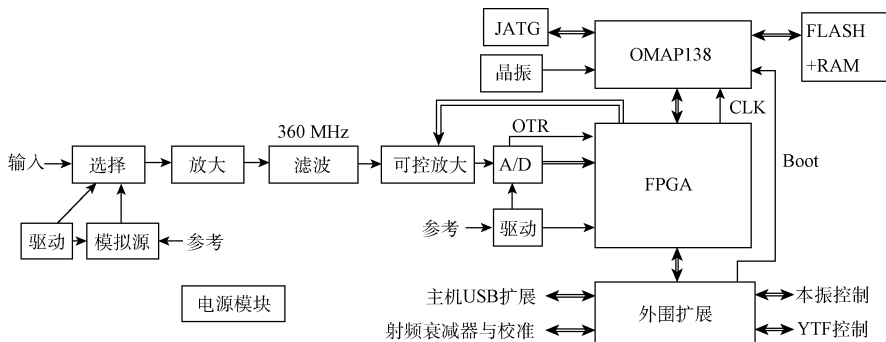 JATG
OMAP138
FLASH
+RAM
晶振
CLK
360 MHz
OTR
输入
选择
放大
滤波
可控放大
A/D
FPGA
Boot
驱动
模拟源
参考
参考
驱动
电源模块
主机USB扩展
外围扩展
本振控制
射频衰减器与校准
YTF控制